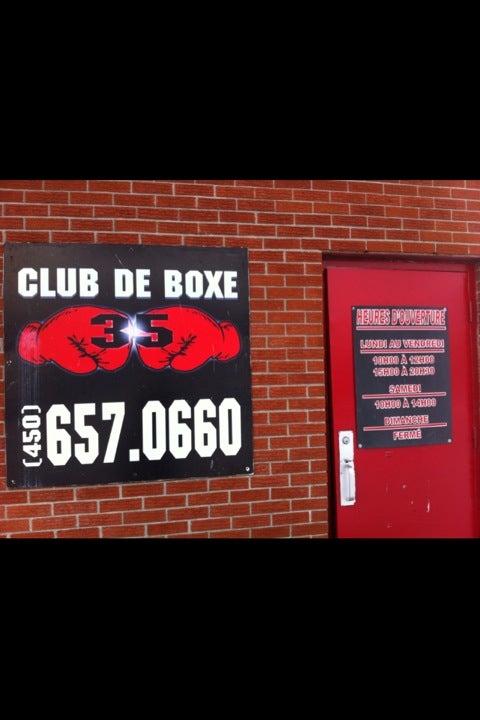 CLUB DE BOXE
35
(450) 657.0660
HEURES D'OUVERTURE
LUNDI AU VENDREDI
10H00 À 12H00
15H00 À 20H30
SAMEDI
10H00 À 14H00
DIMANCHE
FERMÉ